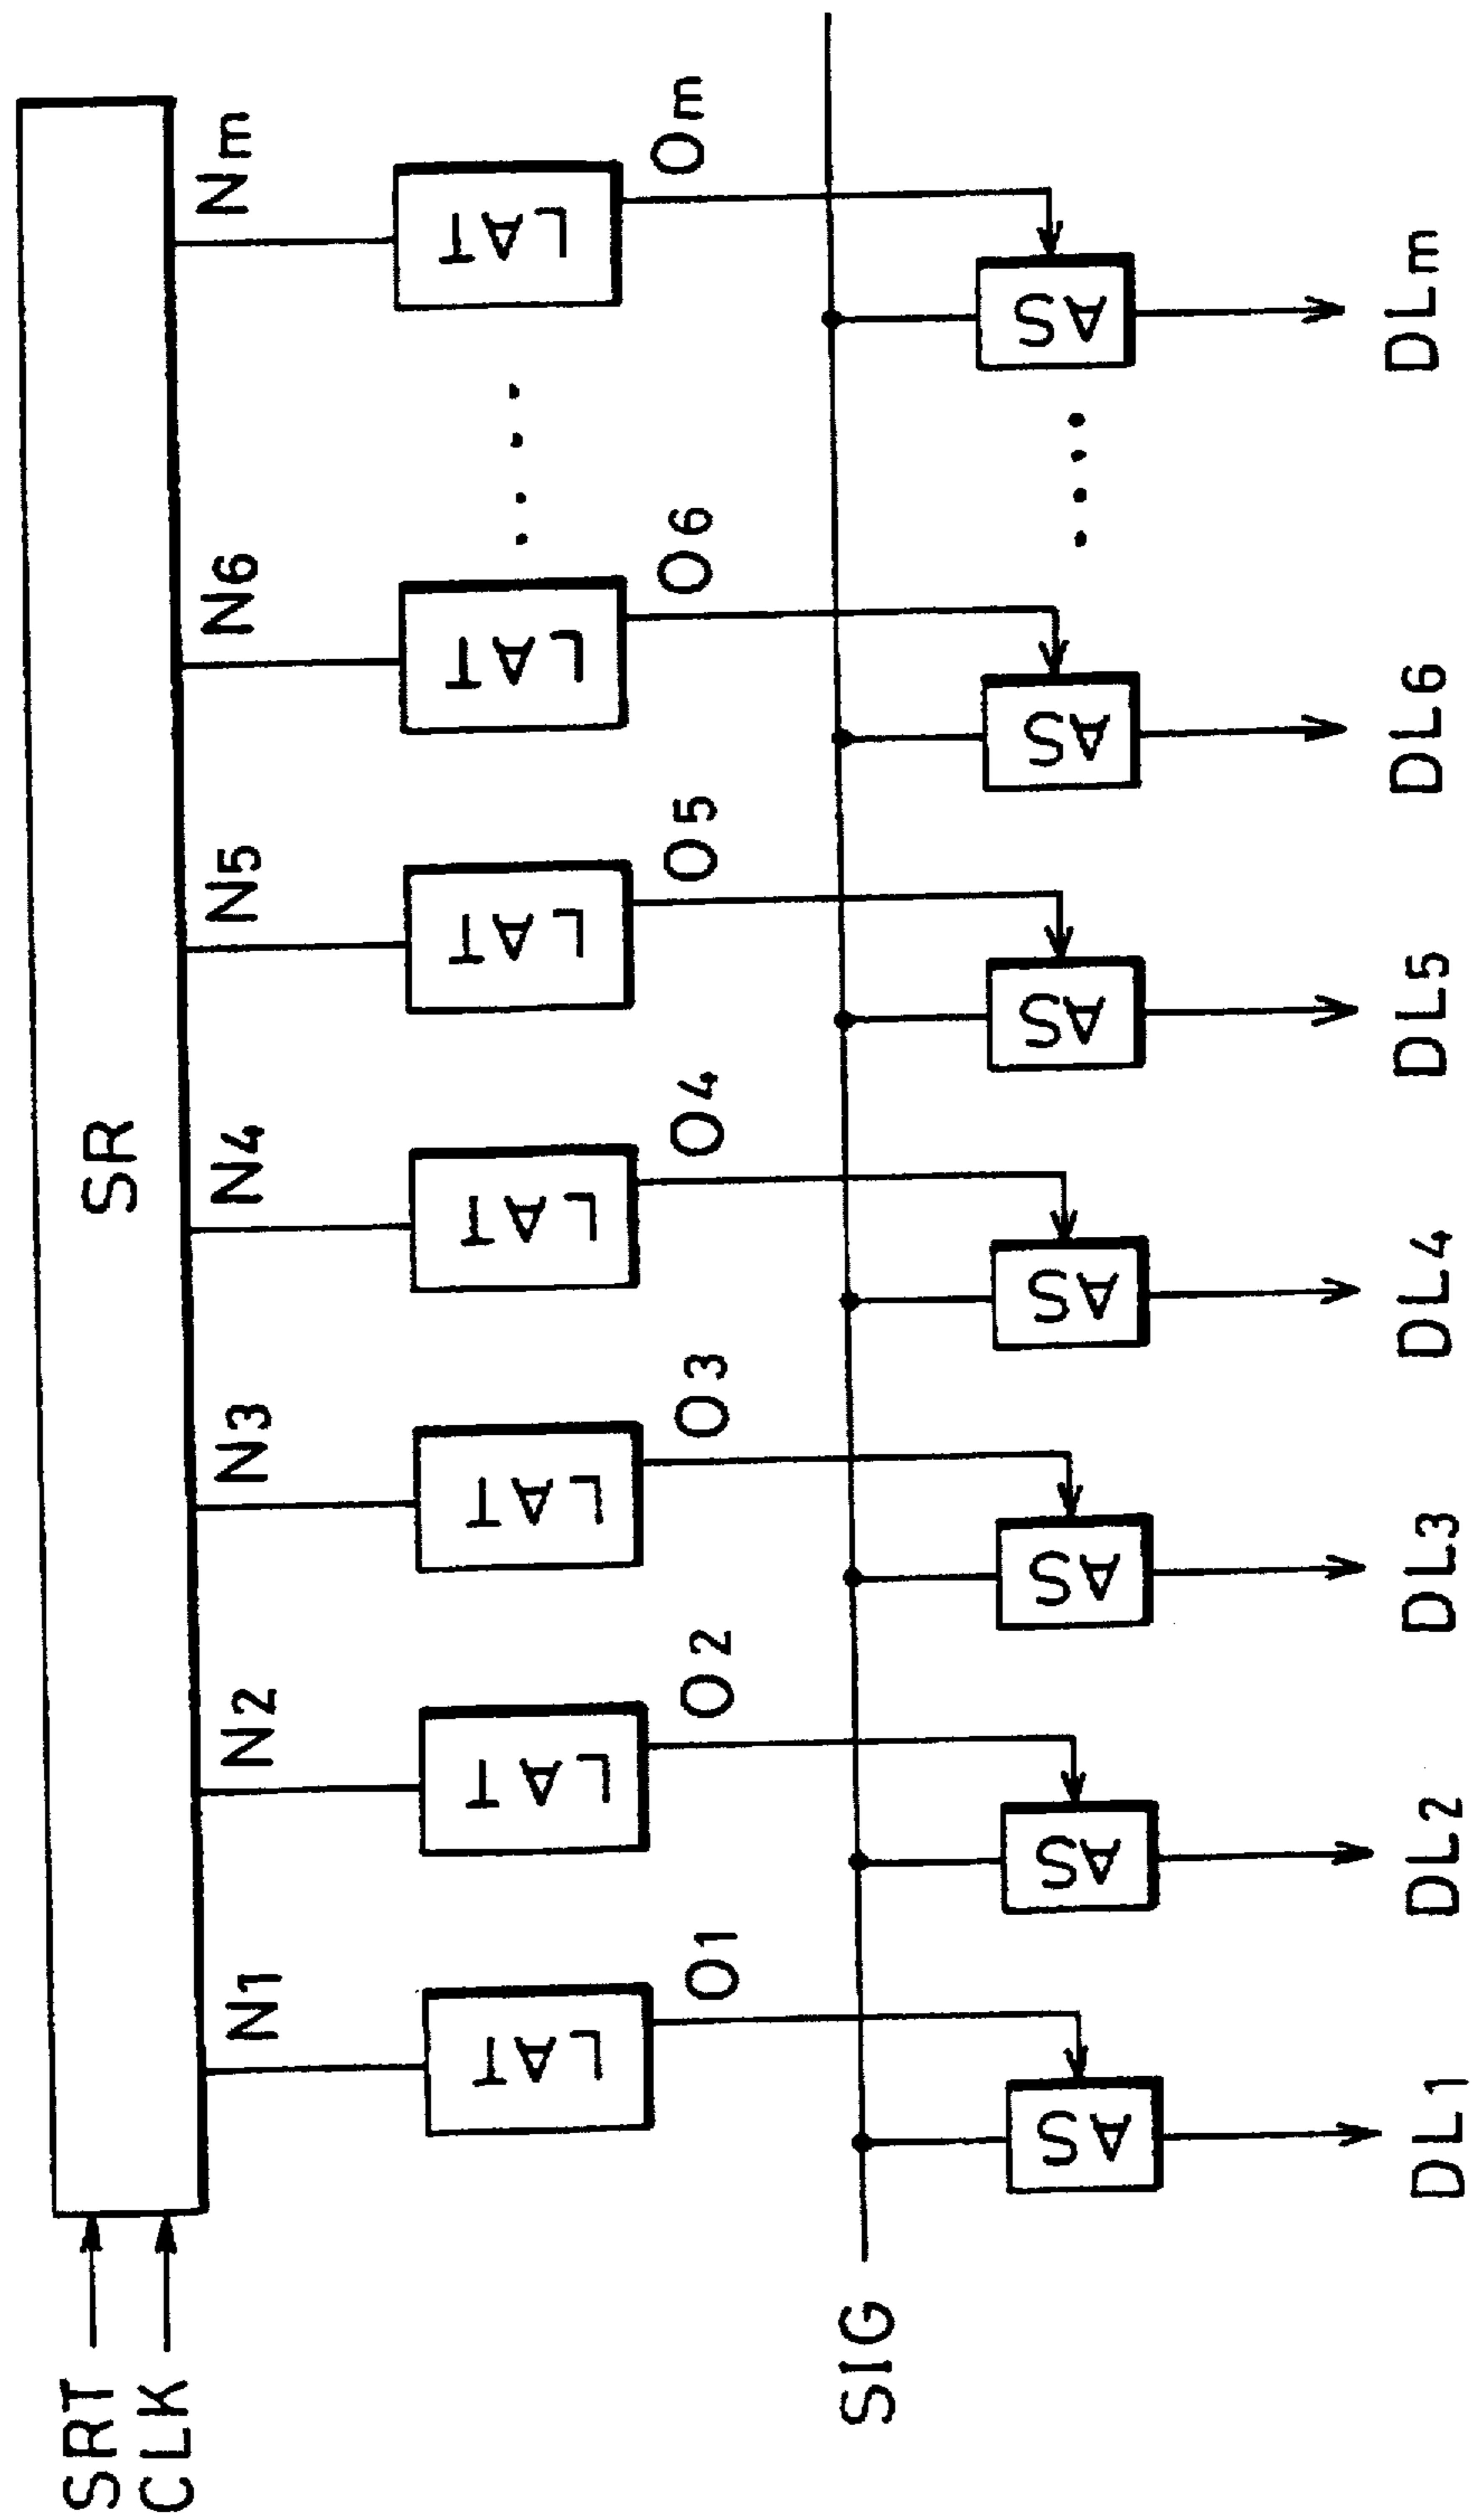 SRT
CLK
SR
N1 N2 N3 N4 N5 N6 Nm
LAT LAT LAT LAT LAT LAT LAT
O1 O2 O3 O4 O5 O6 Om
SIG
AS AS AS AS AS AS AS
DL1 DL2 DL3 DL4 DL5 DL6 DLm